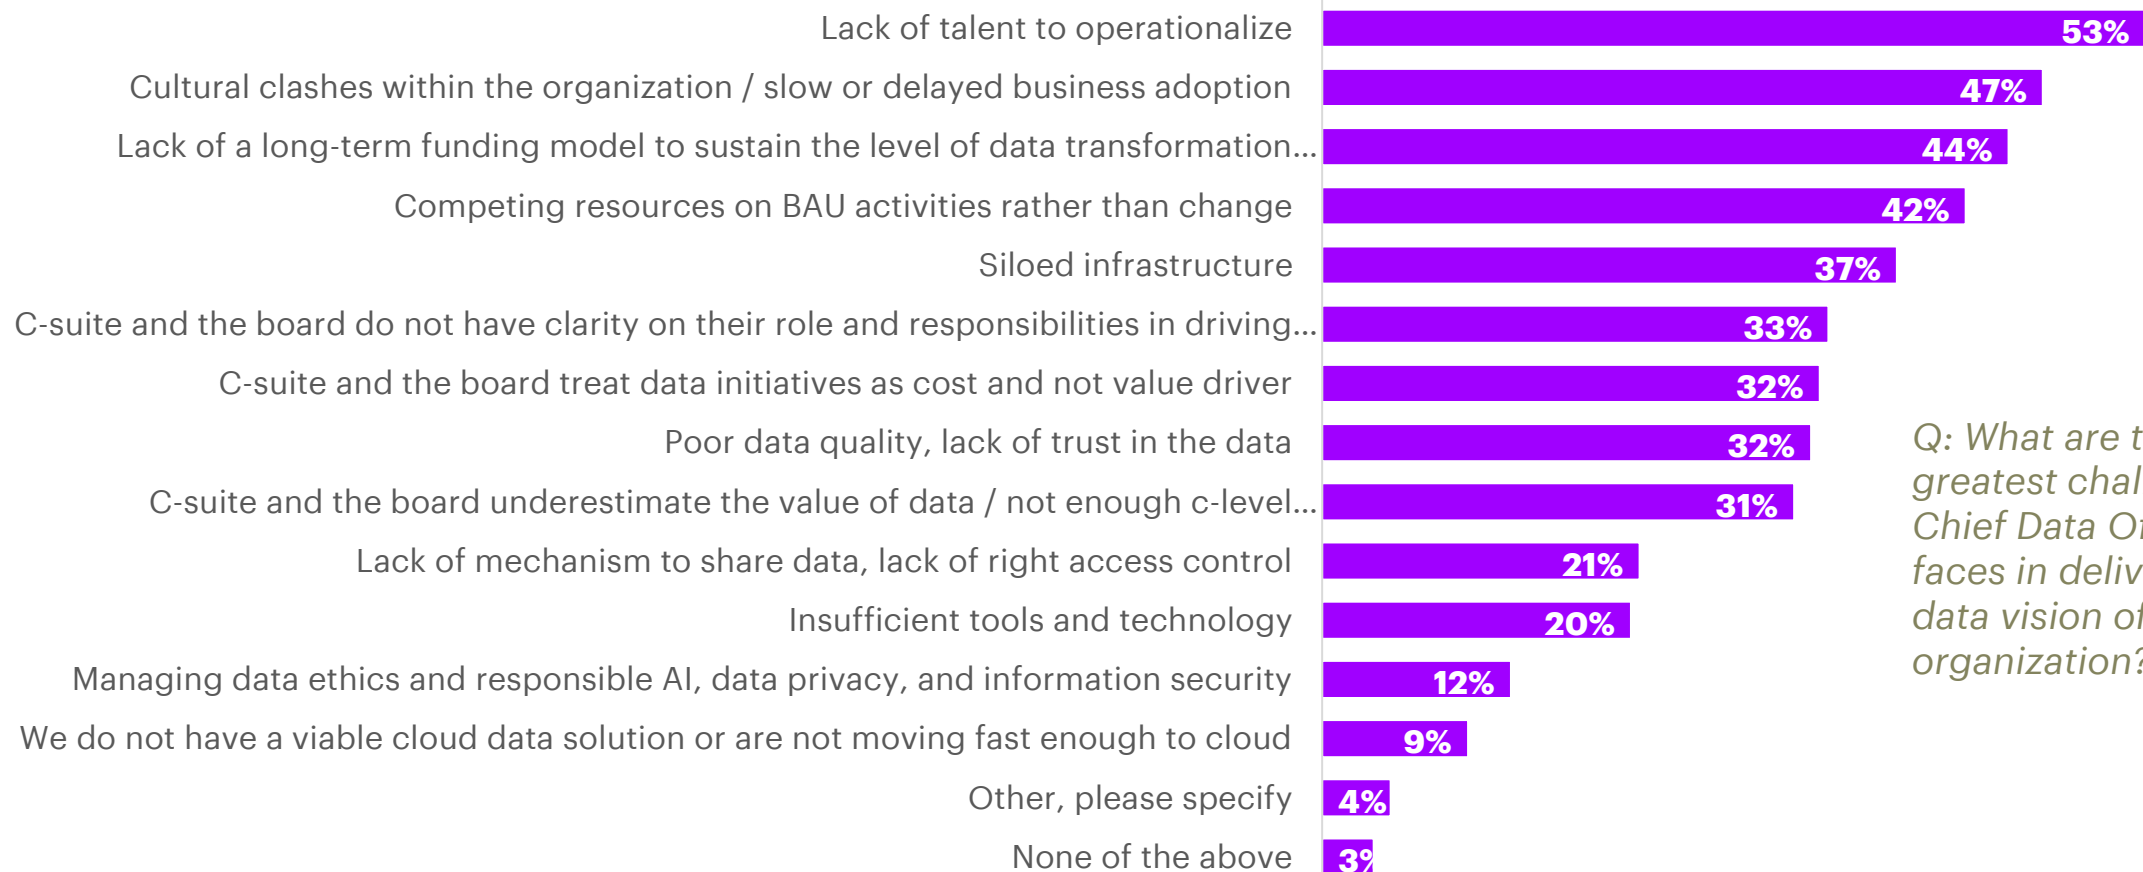 Lack of talent to operationalize 53%
Cultural clashes within the organization / slow or delayed business adoption 47%
Lack of a long-term funding model to sustain the level of data transformation... 44%
Competing resources on BAU activities rather than change 42%
Siloed infrastructure 37%
C-suite and the board do not have clarity on their role and responsibilities in driving... 33%
C-suite and the board treat data initiatives as cost and not value driver 32%
Poor data quality, lack of trust in the data 32%
C-suite and the board underestimate the value of data / not enough c-level... 31%
Lack of mechanism to share data, lack of right access control 21%
Insufficient tools and technology 20%
Managing data ethics and responsible AI, data privacy, and information security 12%
We do not have a viable cloud data solution or are not moving fast enough to cloud 9%
Other, please specify 4%
None of the above 3%
Q: What are
greatest
Chief Data
faces in
data vision of
organization?